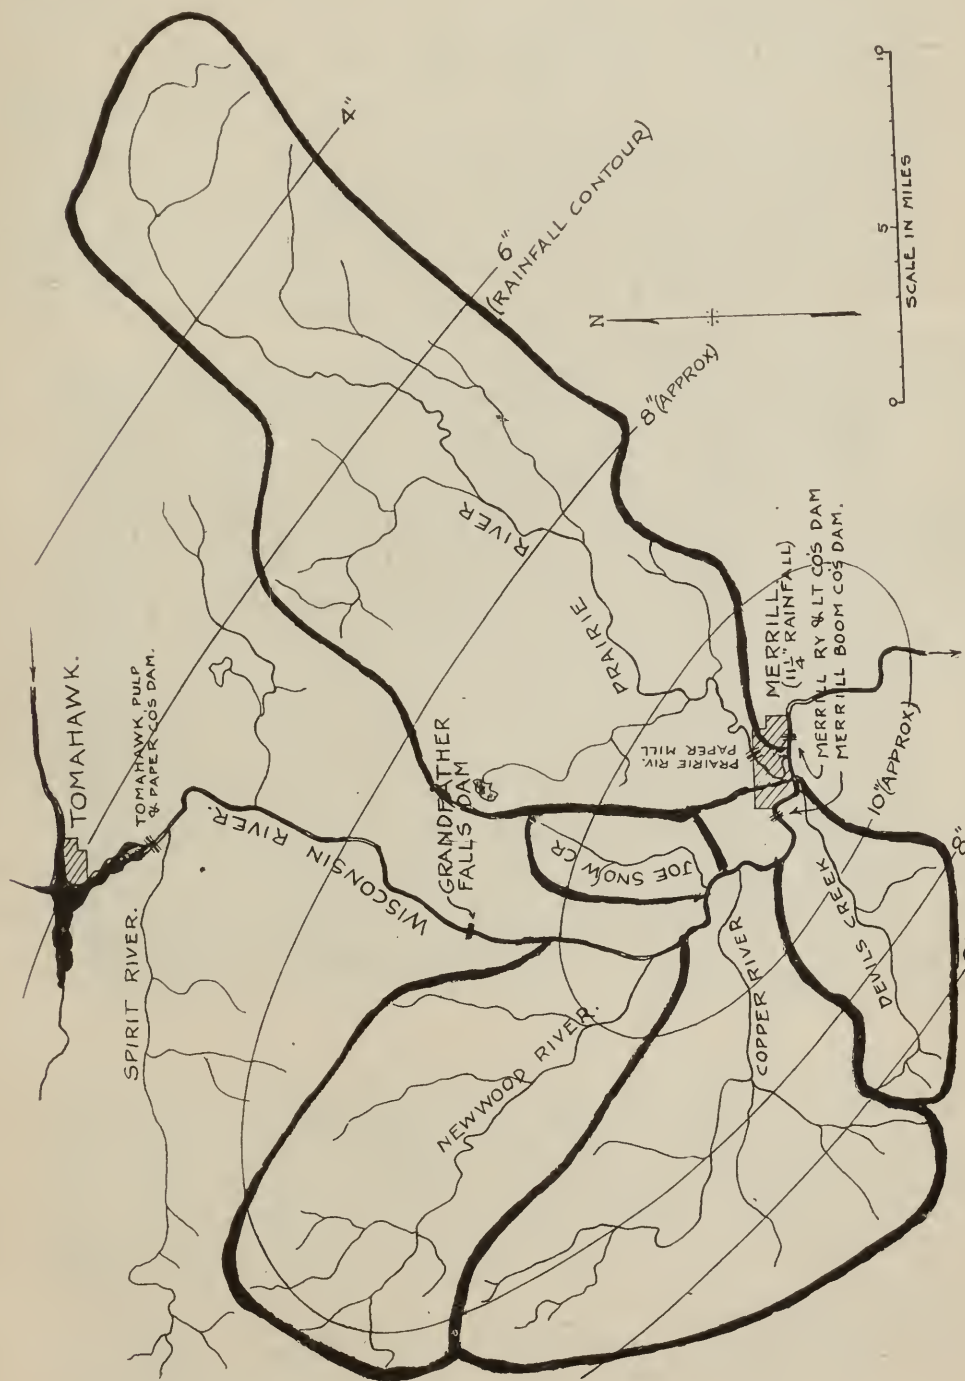 TOMAHAWK.
TOMAHAWK PULP
& PAPER CO'S DAM.
SPIRIT RIVER.
WISCONSIN RIVER.
GRANDFATHER
FALLS DAM
4"
6"
(RAINFALL CONTOUR)
8" (APPROX)
N
PRAIRIE RIVER
JOE SNOW CR
NEWWOOD RIVER.
COPPER RIVER
DEVILS CREEK
PRAIRIE RIV.
PAPER MILL
MERRILL.
(11 1/4" RAINFALL)
MERRILL RY & LT CO'S DAM
MERRILL BOOM CO'S DAM.
10" (APPROX)
8"
0 5 10
SCALE IN MILES